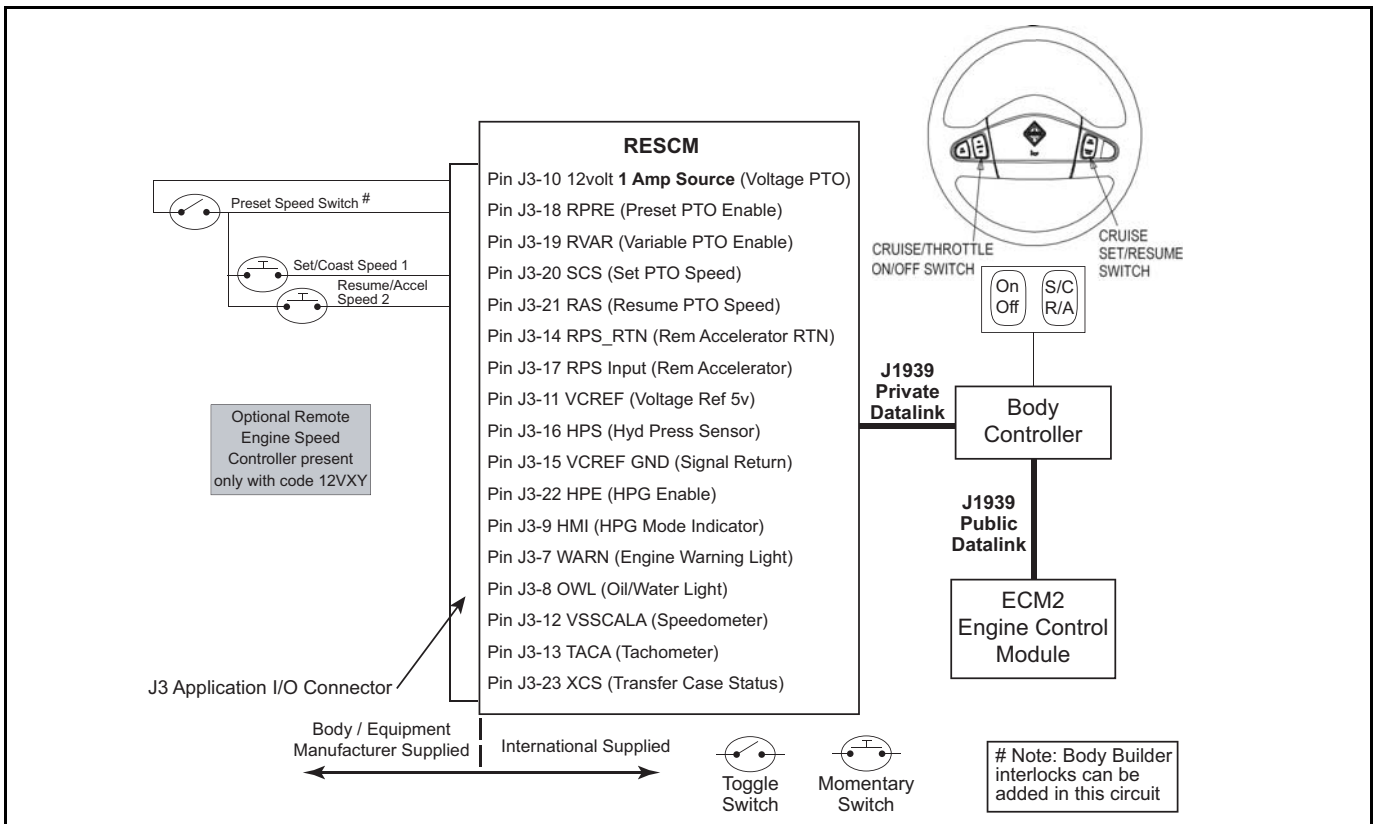 RESCM
Pin J3-10 12volt 1 Amp Source (Voltage PTO)
Pin J3-18 RPRE (Preset PTO Enable)
Pin J3-19 RVAR (Variable PTO Enable)
Pin J3-20 SCS (Set PTO Speed)
Pin J3-21 RAS (Resume PTO Speed)
Pin J3-14 RPS_RTN (Rem Accelerator RTN)
Pin J3-17 RPS Input (Rem Accelerator)
Pin J3-11 VCREF (Voltage Ref 5v)
Pin J3-16 HPS (Hyd Press Sensor)
Pin J3-15 VCREF GND (Signal Return)
Pin J3-22 HPE (HPG Enable)
Pin J3-9 HMI (HPG Mode Indicator)
Pin J3-7 WARN (Engine Warning Light)
Pin J3-8 OWL (Oil/Water Light)
Pin J3-12 VSSCALA (Speedometer)
Pin J3-13 TACA (Tachometer)
Pin J3-23 XCS (Transfer Case Status)
Preset Speed Switch #
Set/Coast Speed 1
Resume/Accel
Speed 2
Optional Remote
Engine Speed
Controller present
only with code 12VXY
J3 Application I/O Connector
Body / Equipment
Manufacturer Supplied
International Supplied
Toggle
Switch
Momentary
Switch
CRUISE/THROTTLE
ON/OFF SWITCH
CRUISE
SET/RESUME
SWITCH
On
Off
S/C
R/A
J1939
Private
Datalink
Body
Controller
J1939
Public
Datalink
ECM2
Engine Control
Module
# Note: Body Builder
interlocks can be
added in this circuit